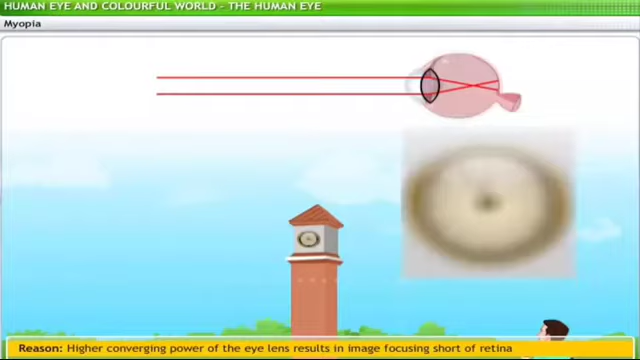 HUMAN EYE AND COLOURFUL WORLD - THE HUMAN EYE
Myopia
Reason: Higher converging power of the eye lens results in image focusing short of retina